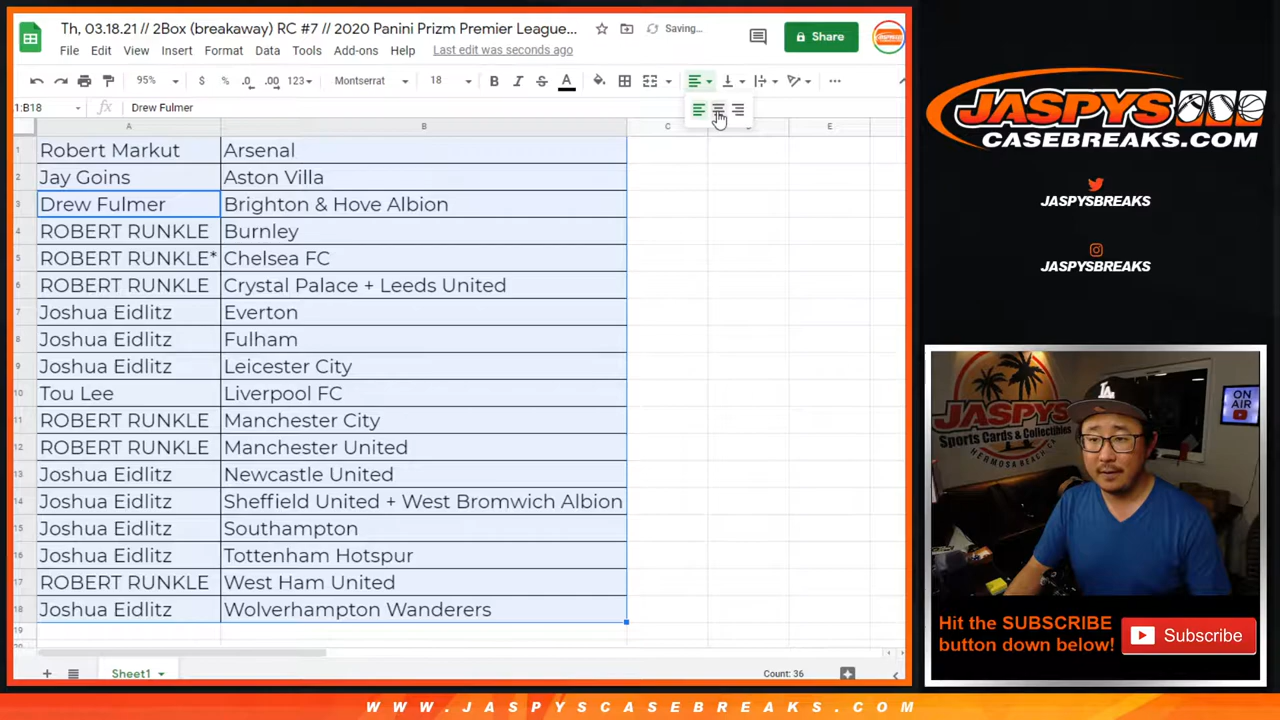 Th, 03.18.21 // 2Box (breakaway) RC #7 // 2020 Panini Prizm Premier League...
Saving...
Share
File Edit View Insert Format Data Tools Add-ons Help Last edit was seconds ago
95% $ % .0 .00 123 Montserrat 18 B I S A
1:B18 fx Drew Fulmer
A B C E
1 Robert Markut Arsenal
2 Jay Goins Aston Villa
3 Drew Fulmer Brighton & Hove Albion
4 ROBERT RUNKLE Burnley
5 ROBERT RUNKLE* Chelsea FC
6 ROBERT RUNKLE Crystal Palace + Leeds United
7 Joshua Eidlitz Everton
8 Joshua Eidlitz Fulham
9 Joshua Eidlitz Leicester City
10 Tou Lee Liverpool FC
11 ROBERT RUNKLE Manchester City
12 ROBERT RUNKLE Manchester United
13 Joshua Eidlitz Newcastle United
14 Joshua Eidlitz Sheffield United + West Bromwich Albion
15 Joshua Eidlitz Southampton
16 Joshua Eidlitz Tottenham Hotspur
17 ROBERT RUNKLE West Ham United
18 Joshua Eidlitz Wolverhampton Wanderers
19
Sheet1
Count: 36
JASPYS
CASEBREAKS.COM
JASPYSBREAKS
JASPYSBREAKS
JASPYS
Sports Cards & Collectibles
HERMOSA BEACH, CA
ON
AIR
LA
Hit the SUBSCRIBE
button down below!
Subscribe
WWW.JASPYSCASEBREAKS.COM